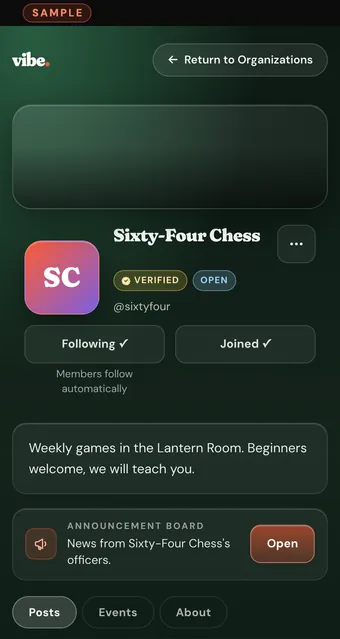 SAMPLE
vibe.
← Return to Organizations
Sixty-Four Chess
...
SC
VERIFIED
OPEN
@sixtyfour
Following ✓
Joined ✓
Members follow
automatically
Weekly games in the Lantern Room. Beginners
welcome, we will teach you.
ANNOUNCEMENT BOARD
News from Sixty-Four Chess's
officers.
Open
Posts
Events
About